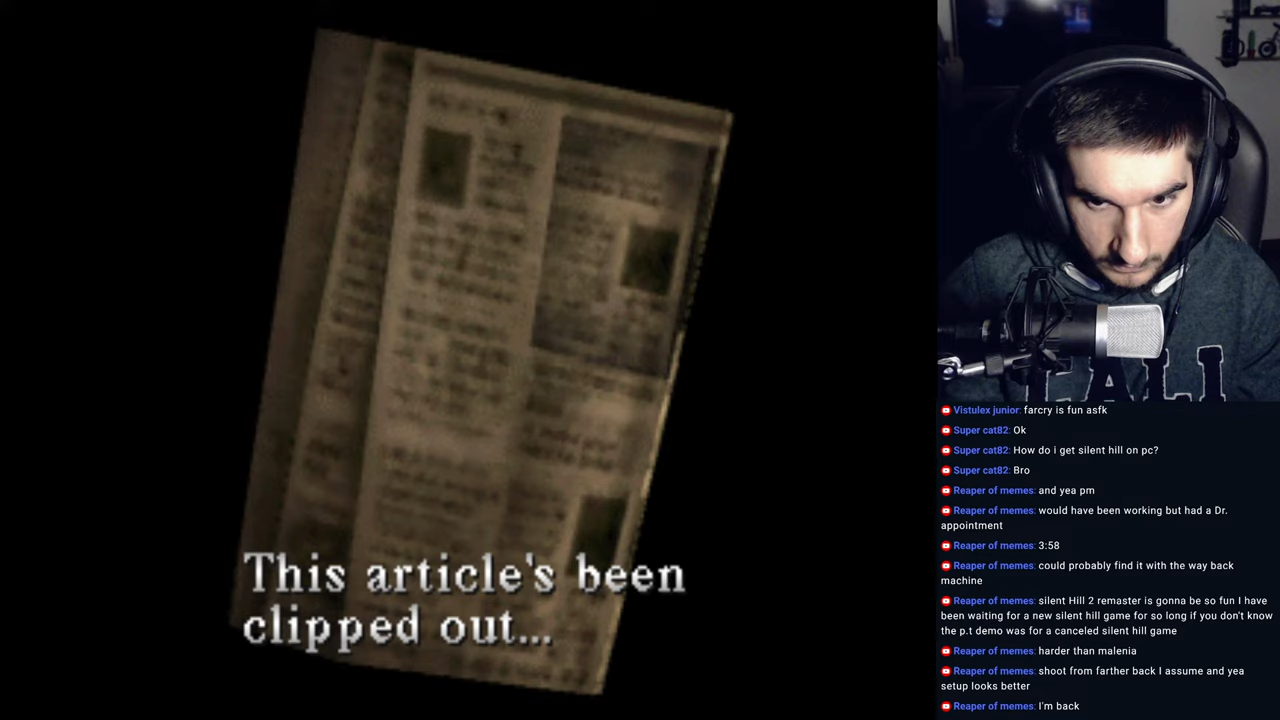 This article's been
clipped out...
Vistulex junior: farcry is fun asfk
Super cat82: Ok
Super cat82: How do i get silent hill on pc?
Super cat82: Bro
Reaper of memes: and yea pm
Reaper of memes: would have been working but had a Dr.
appointment
Reaper of memes: 3:58
Reaper of memes: could probably find it with the way back
machine
Reaper of memes: silent Hill 2 remaster is gonna be so fun I have
been waiting for a new silent hill game for so long if you don't know
the p.t demo was for a canceled silent hill game
Reaper of memes: harder than malenia
Reaper of memes: shoot from farther back I assume and yea
setup looks better
Reaper of memes: I'm back